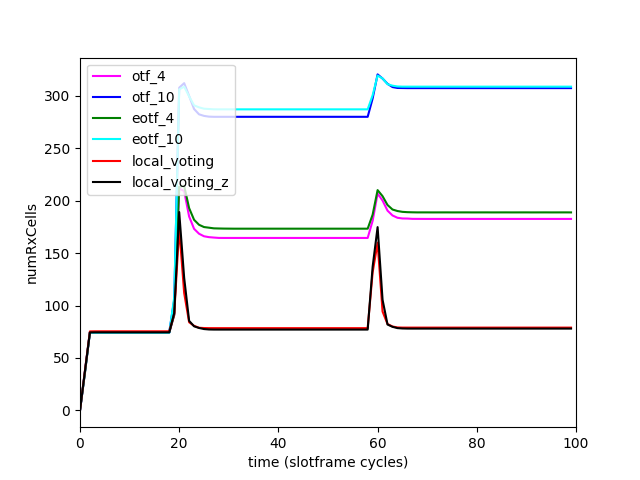 300
250
200
150
100
50
0
numRxCells
otf_4
otf_10
eotf_4
eotf_10
local_voting
local_voting_z
0 20 40 60 80 100
time (slotframe cycles)